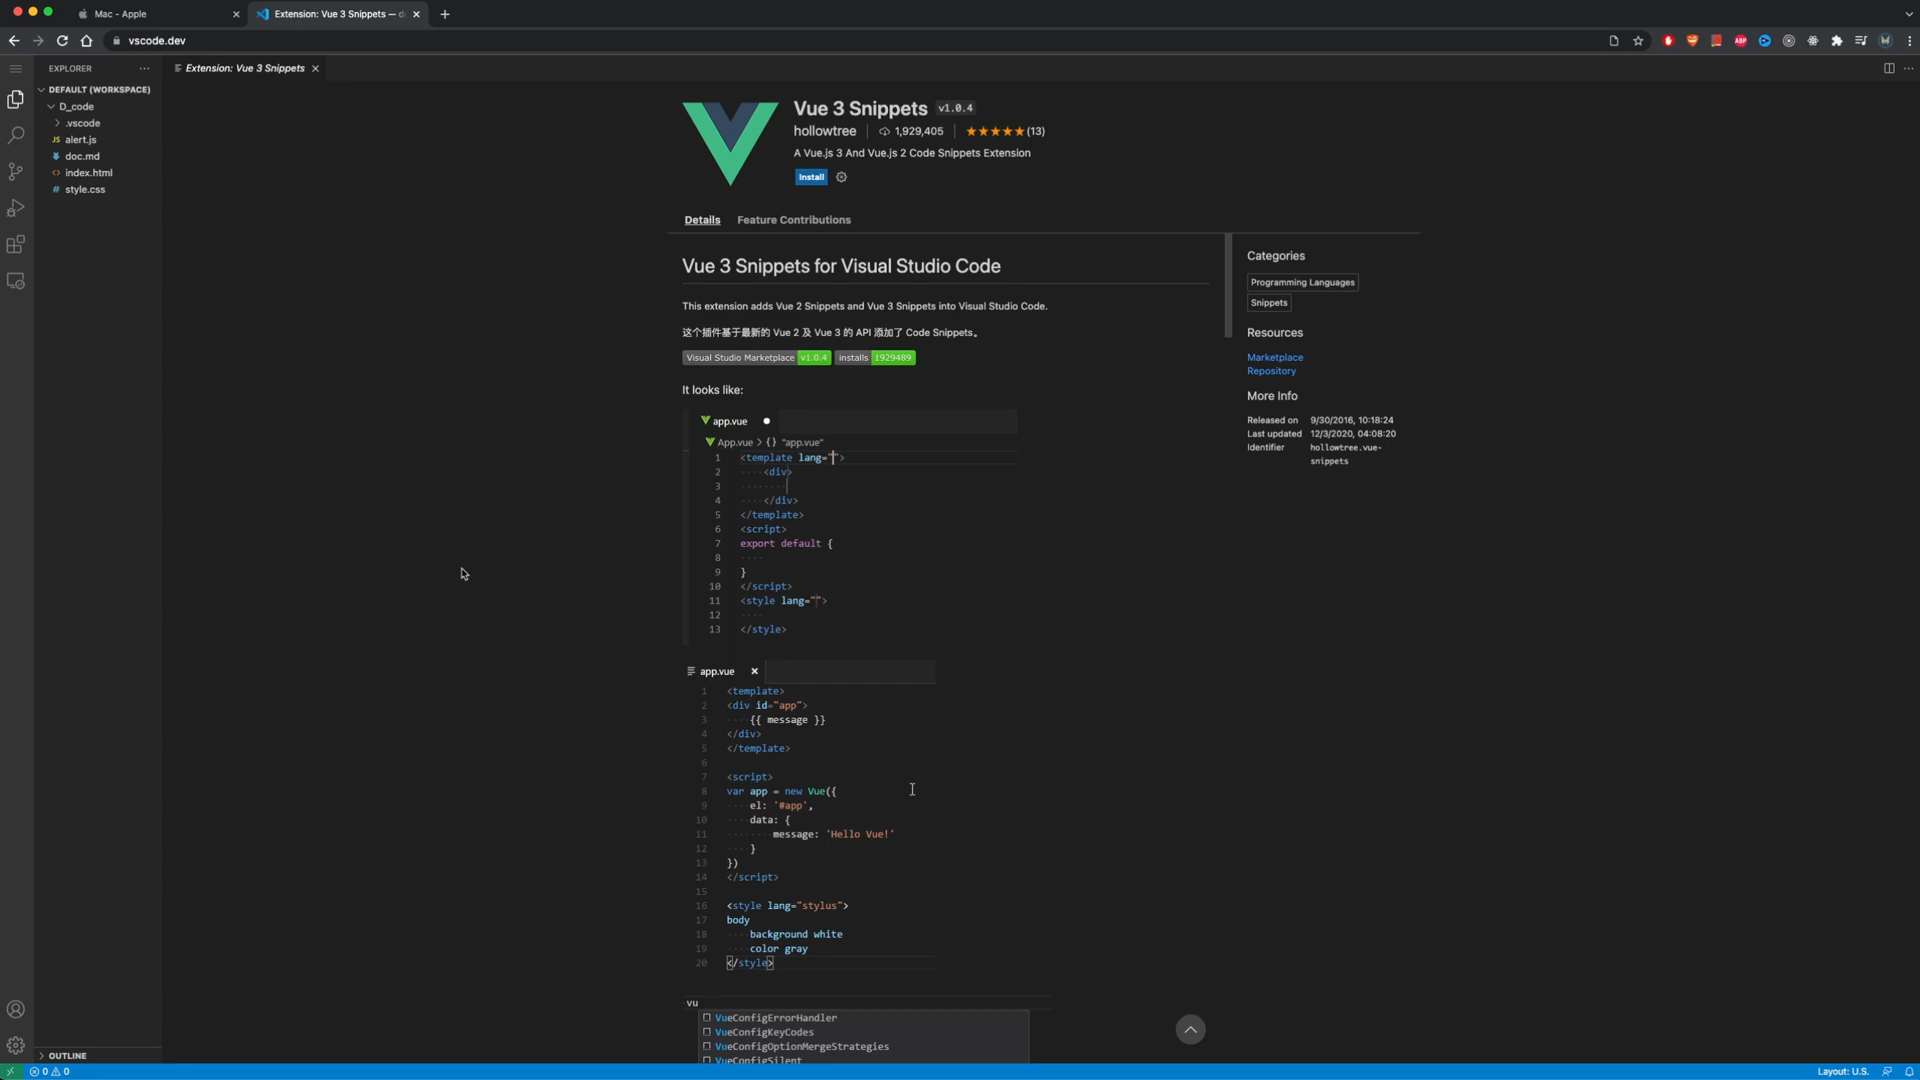 Mac - Apple
Extension: Vue 3 Snippets — d
vscode.dev
ABP
EXPLORER
Extension: Vue 3 Snippets
DEFAULT (WORKSPACE)
D_code
.vscode
JS alert.js
doc.md
<> index.html
# style.css
Vue 3 Snippets v1.0.4
hollowtree 1,929,405 (13)
A Vue.js 3 And Vue.js 2 Code Snippets Extension
Install
Details Feature Contributions
Vue 3 Snippets for Visual Studio Code
This extension adds Vue 2 Snippets and Vue 3 Snippets into Visual Studio Code.
这个插件基于最新的 Vue 2 及 Vue 3 的 API 添加了 Code Snippets。
Visual Studio Marketplace v1.0.4 installs 1929489
It looks like:
app.vue
App.vue > {} "app.vue"
1 <template lang="">
2 ····<div>
3 ········
4 ····</div>
5 </template>
6 <script>
7 export default {
8 ····
9 }
10 </script>
11 <style lang="">
12 ····
13 </style>
app.vue
1 <template>
2 <div id="app">
3 ····{{ message }}
4 </div>
5 </template>
6
7 <script>
8 var app = new Vue({
9 ····el: '#app',
10 ····data: {
11 ········message: 'Hello Vue!'
12 ····}
13 })
14 </script>
15
16 <style lang="stylus">
17 body
18 ····background white
19 ····color gray
20 </style>
vu
VueConfigErrorHandler
VueConfigKeyCodes
VueConfigOptionMergeStrategies
VueConfigSilent
Categories
Programming Languages
Snippets
Resources
Marketplace
Repository
More Info
Released on 9/30/2016, 10:18:24
Last updated 12/3/2020, 04:08:20
Identifier hollowtree.vue-
snippets
OUTLINE
0 0
Layout: U.S.